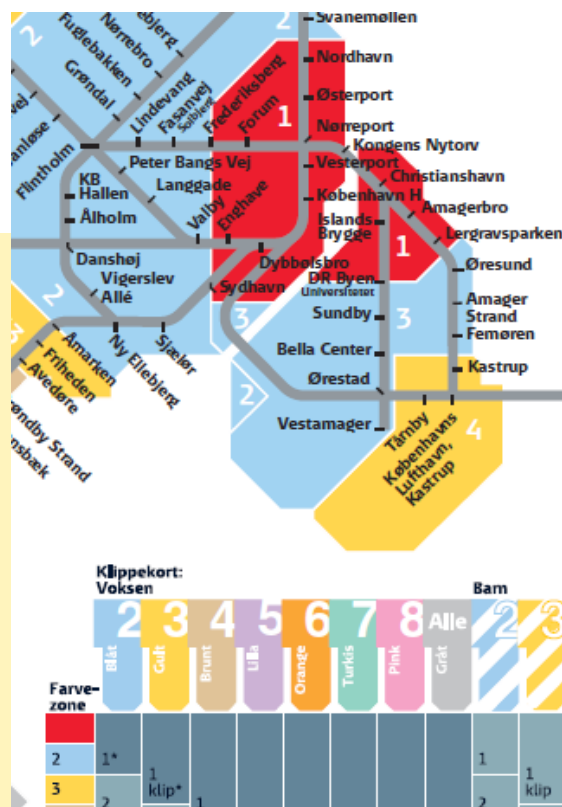 2
Svanemøllen
2
Nørrebro
Fuglebakken
Grøndal
Nordhavn
Østerport
Nørreport
1
Lindevang
Fasanvej
Solbjerg
Frederiksberg
Forum
Kongens Nytorv
Flintholm
Peter Bangs Vej
Vesterport
Christianshavn
KB
Hallen
Langgade
København H
Ålholm
Valby
Enghave
Islands
Brygge
Amagerbro
1
Lergravsparken
Danshøj
Dybbølsbro
Vigerslev
Allé
Sydhavn
DR Byen
Universitetet
Øresund
2
3
Sundby
3
Amager
Strand
Femøren
3
Åmarken
Friheden
Avedøre
Ny Ellebjerg
Sjælør
Bella Center
Kastrup
Ørestad
2
Vestamager
Tårnby
Københavns
Lufthavn,
Kastrup
4
Klippekort:
Voksen
Barn
2 3 4 5 6 7 8 Alle 2 3
Blåt Gult Brunt Lilla Orange Turkis Pink Gråt
Farve-
zone
2
1*
1
klip*
1
1
klip
3
2
1
2